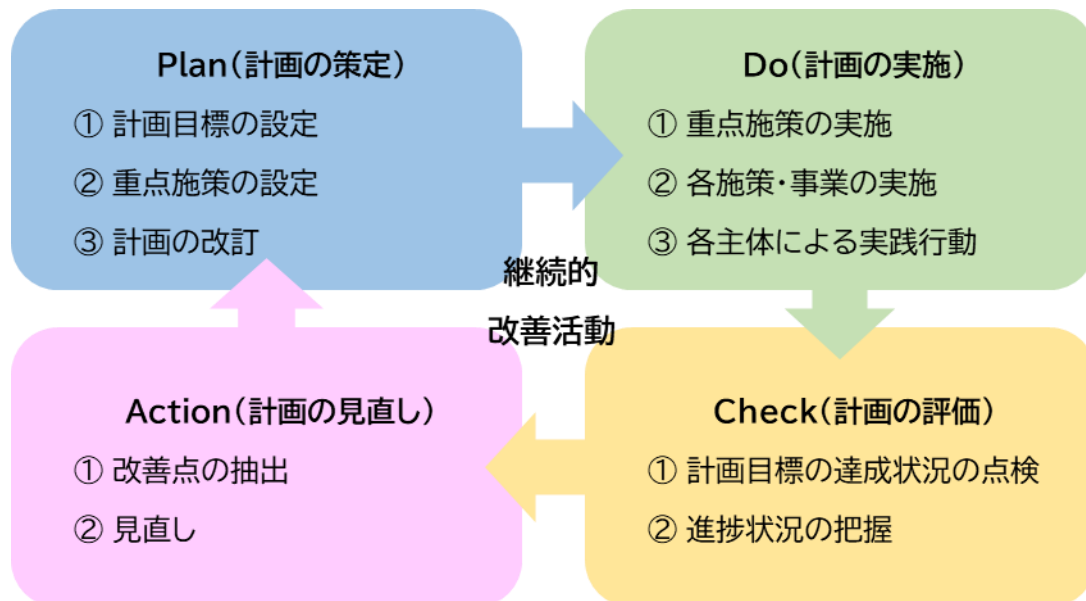 Plan(計画の策定)
① 計画目標の設定
② 重点施策の設定
③ 計画の改訂
Do(計画の実施)
① 重点施策の実施
② 各施策・事業の実施
③ 各主体による実践行動
継続的
改善活動
Action(計画の見直し)
① 改善点の抽出
② 見直し
Check(計画の評価)
① 計画目標の達成状況の点検
② 進捗状況の把握